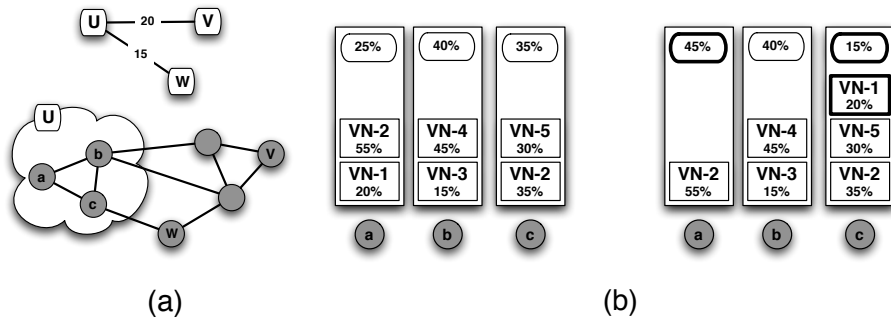 U 20 V
15
W
U
b
V
a
c
W
(a)
25% 40% 35%
VN-2 VN-4 VN-5
55% 45% 30%
VN-1 VN-3 VN-2
20% 15% 35%
a b c
45% 40% 15%
VN-1
20%
VN-4 VN-5
45% 30%
VN-2 VN-3 VN-2
55% 15% 35%
a b c
(b)